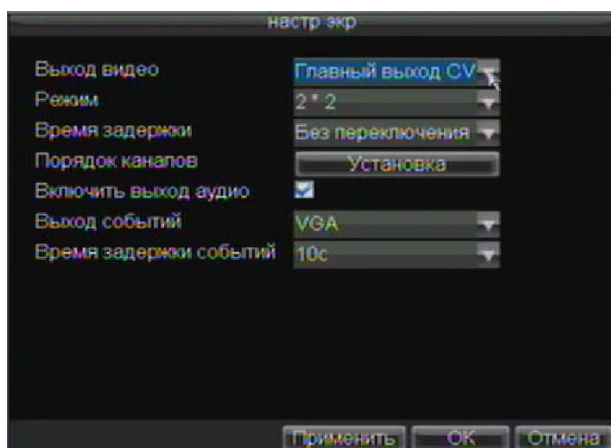 настр экр
Выход видео Главный выход CV
Режим 2 * 2
Время задержки Без переключения
Порядок каналов Установка
Включить выход аудио
Выход событий VGA
Время задержки событий 10с
Применить OK Отмена